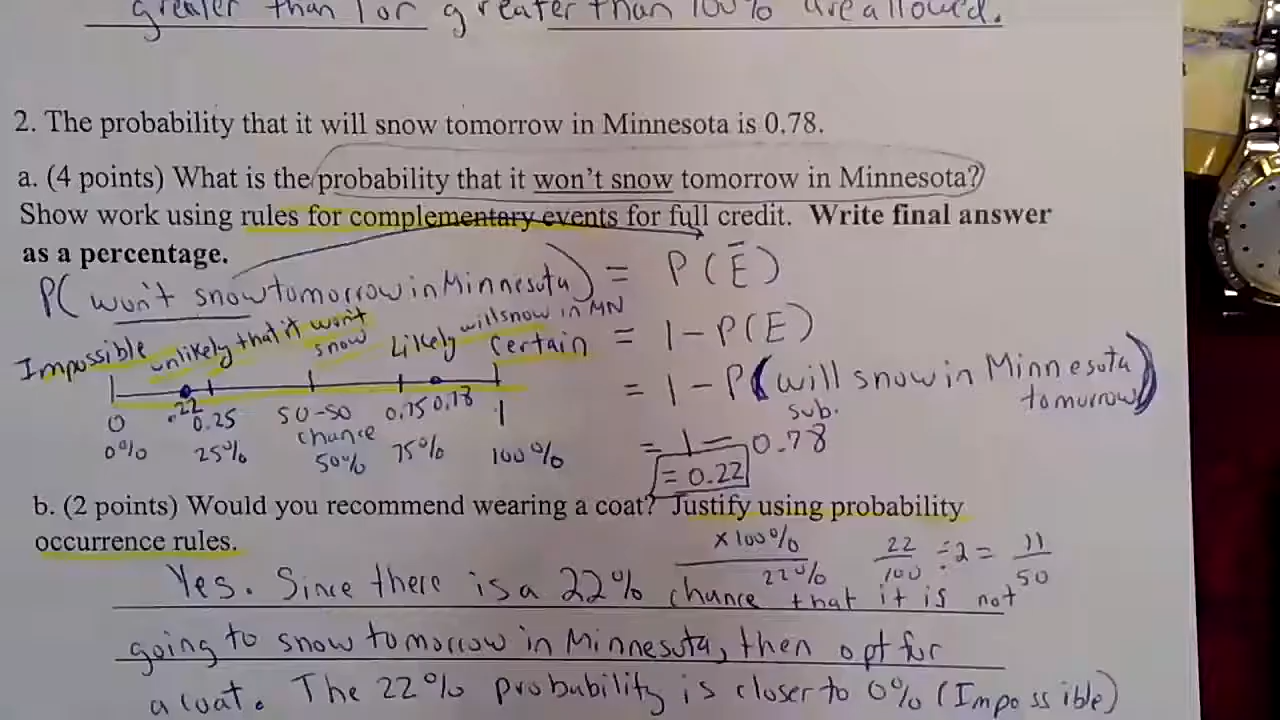 greater than 1 or greater than 100% are allowed.
2. The probability that it will snow tomorrow in Minnesota is 0.78.
a. (4 points) What is the probability that it won't snow tomorrow in Minnesota?
Show work using rules for complementary events for full credit. Write final answer
as a percentage.
P(won't snow tomorrow in Minnesota) = P(Ē)
= 1 - P(E)
= 1 - P(will snow in Minnesota tomorrow)
sub.
= 1 - 0.78
= 0.22
Impossible unlikely that it won't snow Likely will snow in MN Certain
0 .22 0.25 50-50 chance 0.75 0.78 1
0% 25% 50% 75% 100%
b. (2 points) Would you recommend wearing a coat? Justify using probability
occurrence rules.
x 100%
22%
22/100 ÷ 2 = 11/50
Yes. Since there is a 22% chance that it is not
going to snow tomorrow in Minnesota, then opt for
a coat. The 22% probability is closer to 0% (Impossible)